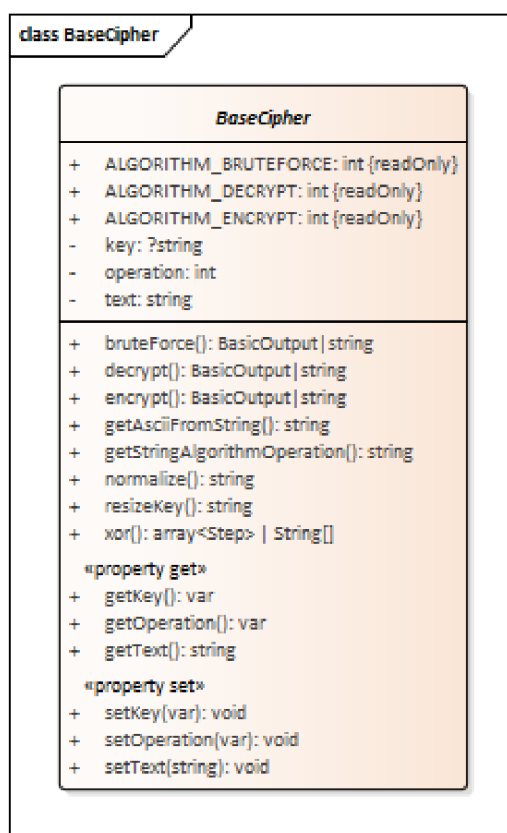 class BaseCipher
BaseCipher
+ ALGORITHM_BRUTEFORCE: int {readOnly}
+ ALGORITHM_DECRYPT: int {readOnly}
+ ALGORITHM_ENCRYPT: int {readOnly}
- key: ?string
- operation: int
- text: string
+ bruteForce(): BasicOutput|string
+ decrypt(): BasicOutput|string
+ encrypt(): BasicOutput|string
+ getAsciiFromString(): string
+ getStringAlgorithmOperation(): string
+ normalize(): string
+ resizeKey(): string
+ xor(): array<Step> | String[]
«property get»
+ getKey(): var
+ getOperation(): var
+ getText(): string
«property set»
+ setKey(var): void
+ setOperation(var): void
+ setText(string): void